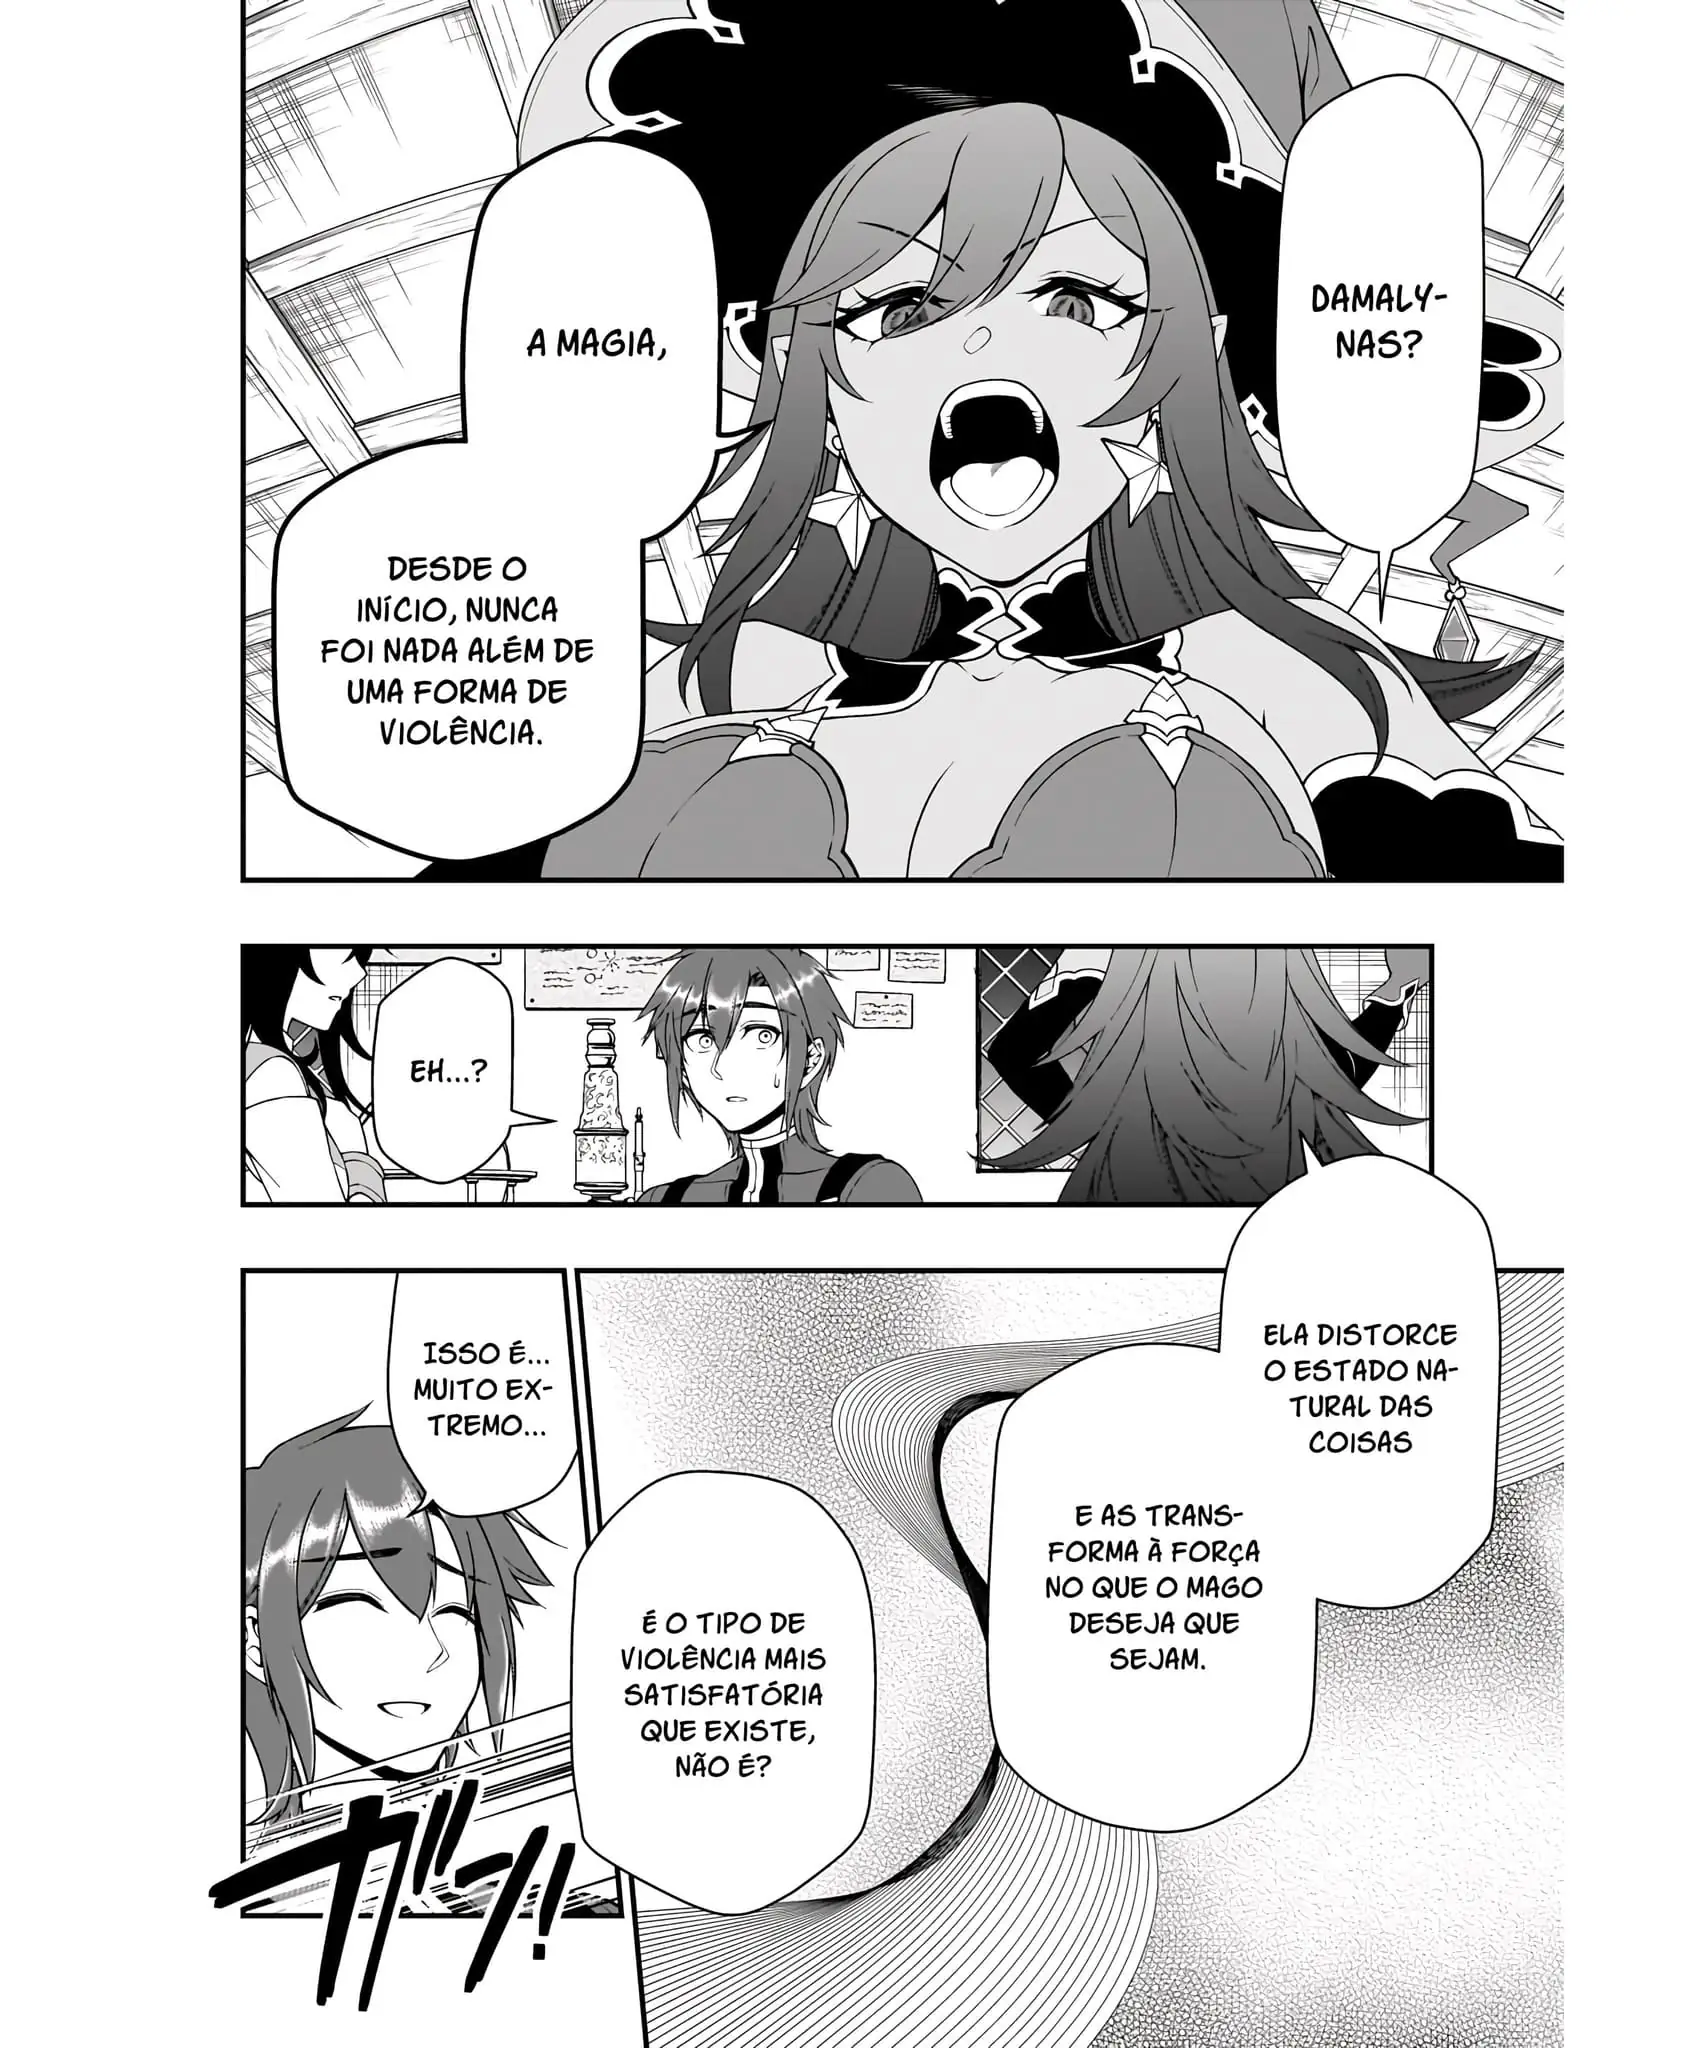 DAMALY-
NAS?
A MAGIA,
DESDE O
INÍCIO, NUNCA
FOI NADA ALÉM DE
UMA FORMA DE
VIOLÊNCIA.
EH...?
ELA DISTORCE
O ESTADO NA-
TURAL DAS
COISAS
E AS TRANS-
FORMA À FORÇA
NO QUE O MAGO
DESEJA QUE
SEJAM.
É O TIPO DE
VIOLÊNCIA MAIS
SATISFATÓRIA
QUE EXISTE,
NÃO É?
ISSO É...
MUITO EX-
TREMO...
ガン!